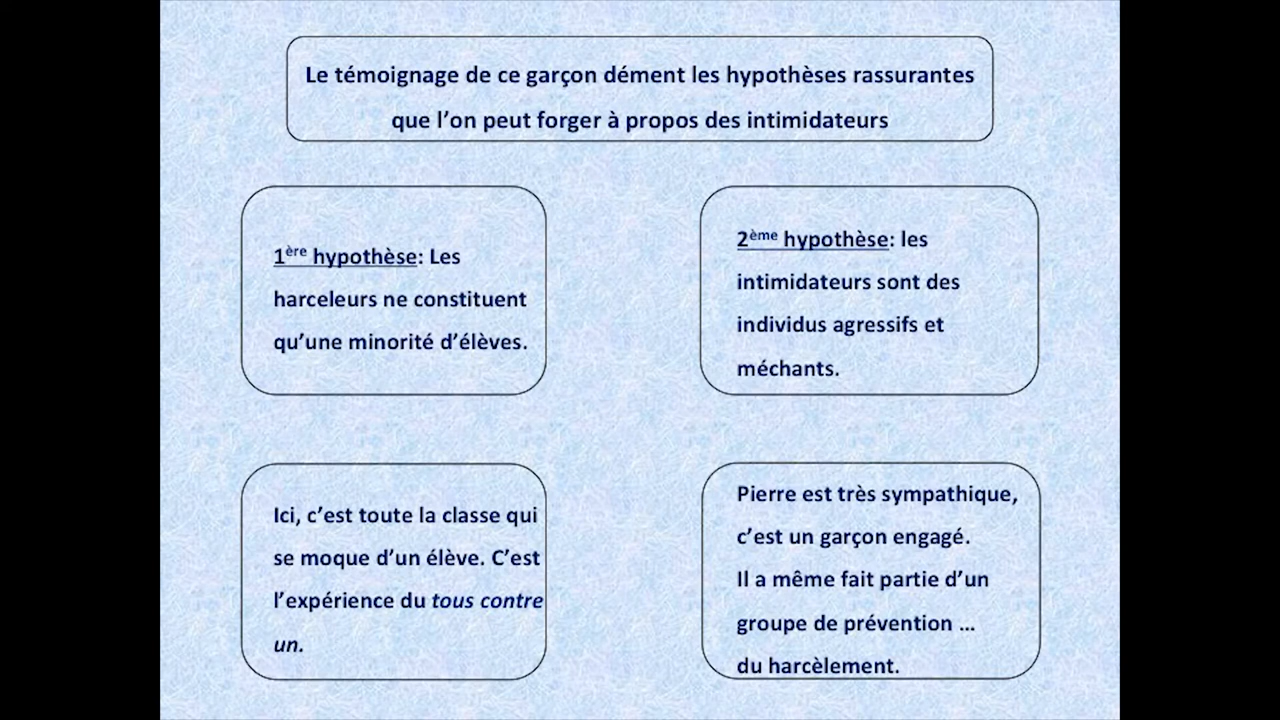 Le témoignage de ce garçon dément les hypothèses rassurantes
que l’on peut forger à propos des intimidateurs
1ère hypothèse: Les
harceleurs ne constituent
qu’une minorité d’élèves.
2ème hypothèse: les
intimidateurs sont des
individus agressifs et
méchants.
Ici, c’est toute la classe qui
se moque d’un élève. C’est
l’expérience du tous contre
un.
Pierre est très sympathique,
c’est un garçon engagé.
Il a même fait partie d’un
groupe de prévention …
du harcèlement.